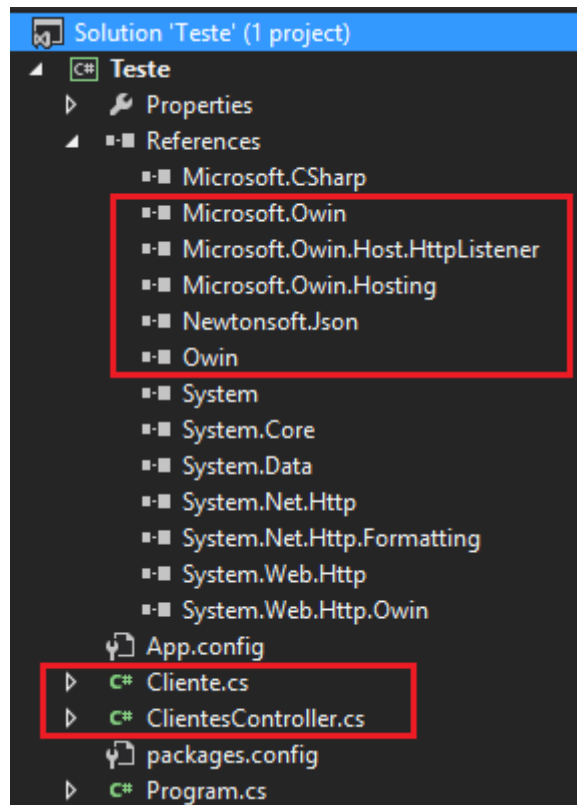 Solution 'Teste' (1 project)
C# Teste
Properties
References
Microsoft.CSharp
Microsoft.Owin
Microsoft.Owin.Host.HttpListener
Microsoft.Owin.Hosting
Newtonsoft.Json
Owin
System
System.Core
System.Data
System.Net.Http
System.Net.Http.Formatting
System.Web.Http
System.Web.Http.Owin
App.config
C# Cliente.cs
C# ClientesController.cs
packages.config
C# Program.cs